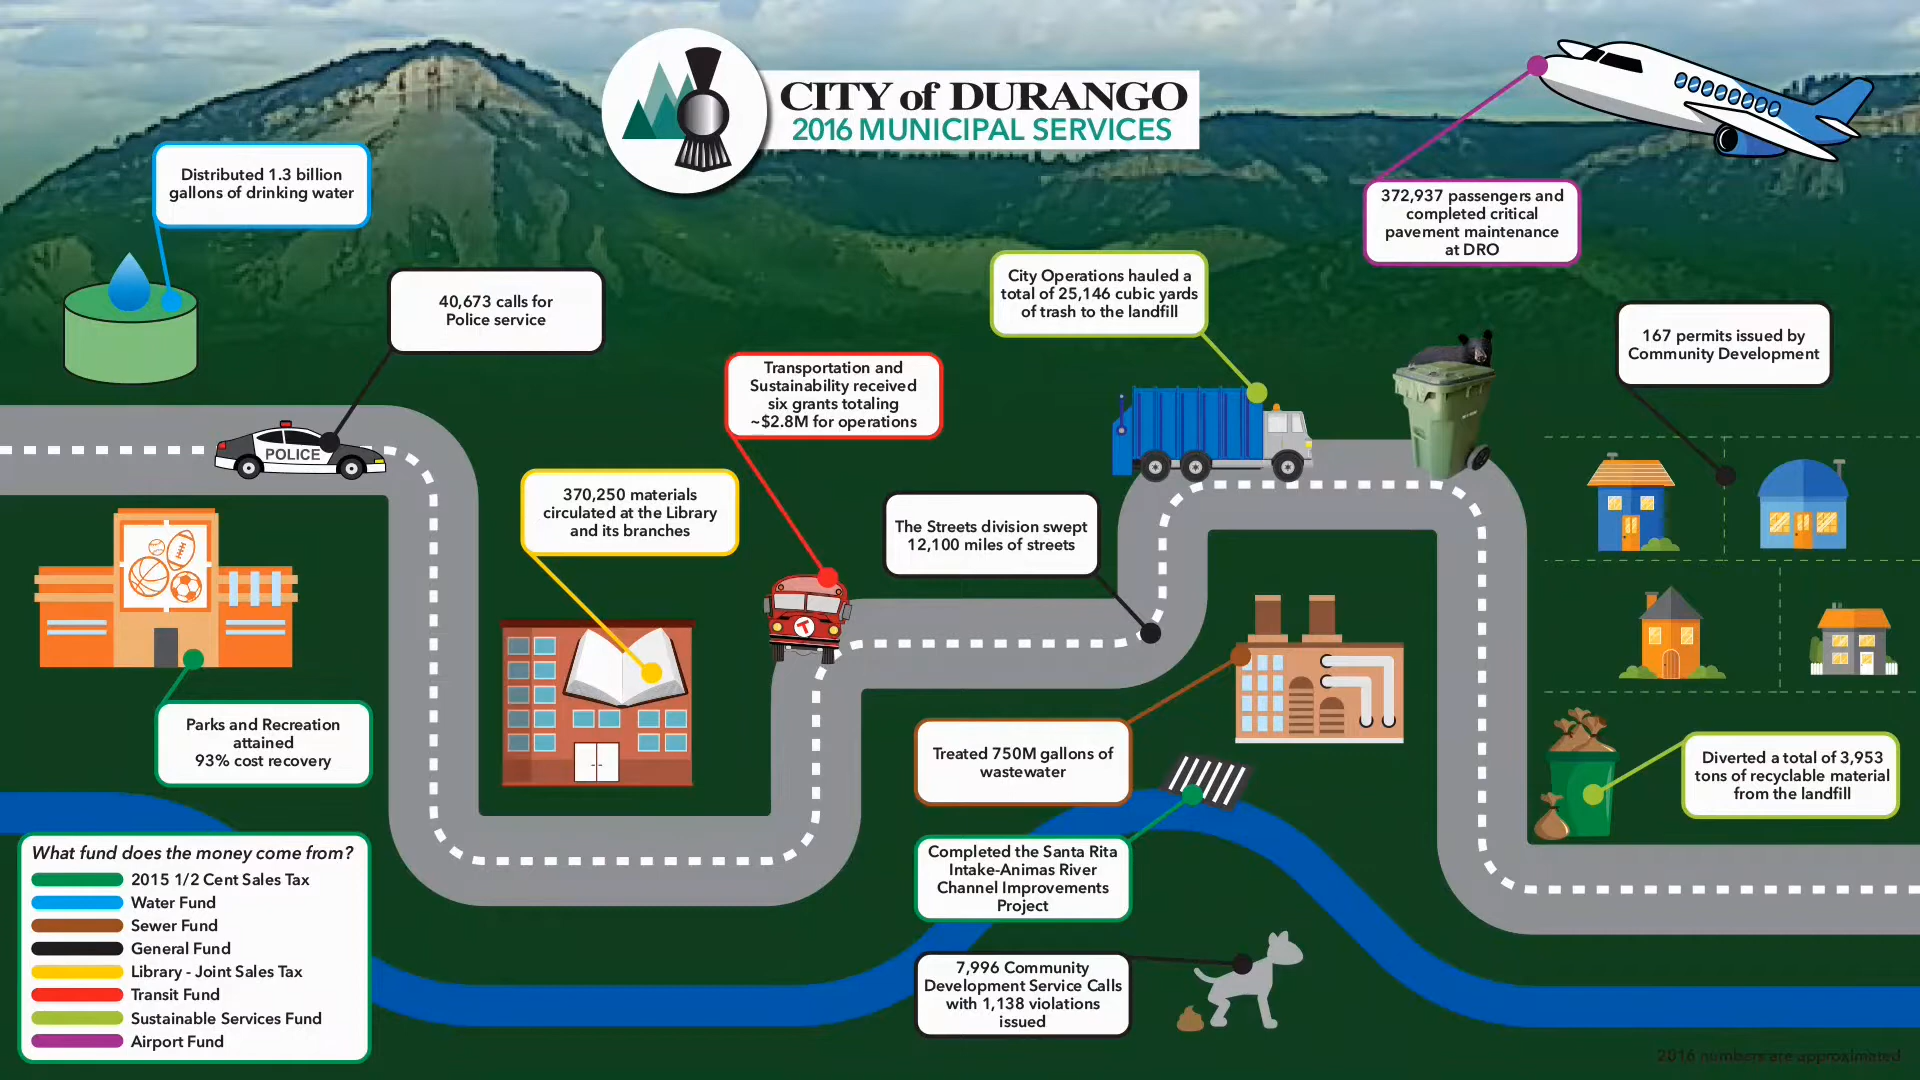 CITY of DURANGO
2016 MUNICIPAL SERVICES
Distributed 1.3 billion
gallons of drinking water
372,937 passengers and
completed critical
pavement maintenance
at DRO
40,673 calls for
Police service
City Operations hauled a
total of 25,146 cubic yards
of trash to the landfill
167 permits issued by
Community Development
Transportation and
Sustainability received
six grants totaling
~$2.8M for operations
POLICE
370,250 materials
circulated at the Library
and its branches
The Streets division swept
12,100 miles of streets
T
Parks and Recreation
attained
93% cost recovery
Treated 750M gallons of
wastewater
Diverted a total of 3,953
tons of recyclable material
from the landfill
Completed the Santa Rita
Intake-Animas River
Channel Improvements
Project
7,996 Community
Development Service Calls
with 1,138 violations
issued
What fund does the money come from?
2015 1/2 Cent Sales Tax
Water Fund
Sewer Fund
General Fund
Library - Joint Sales Tax
Transit Fund
Sustainable Services Fund
Airport Fund
2016 numbers are approximated